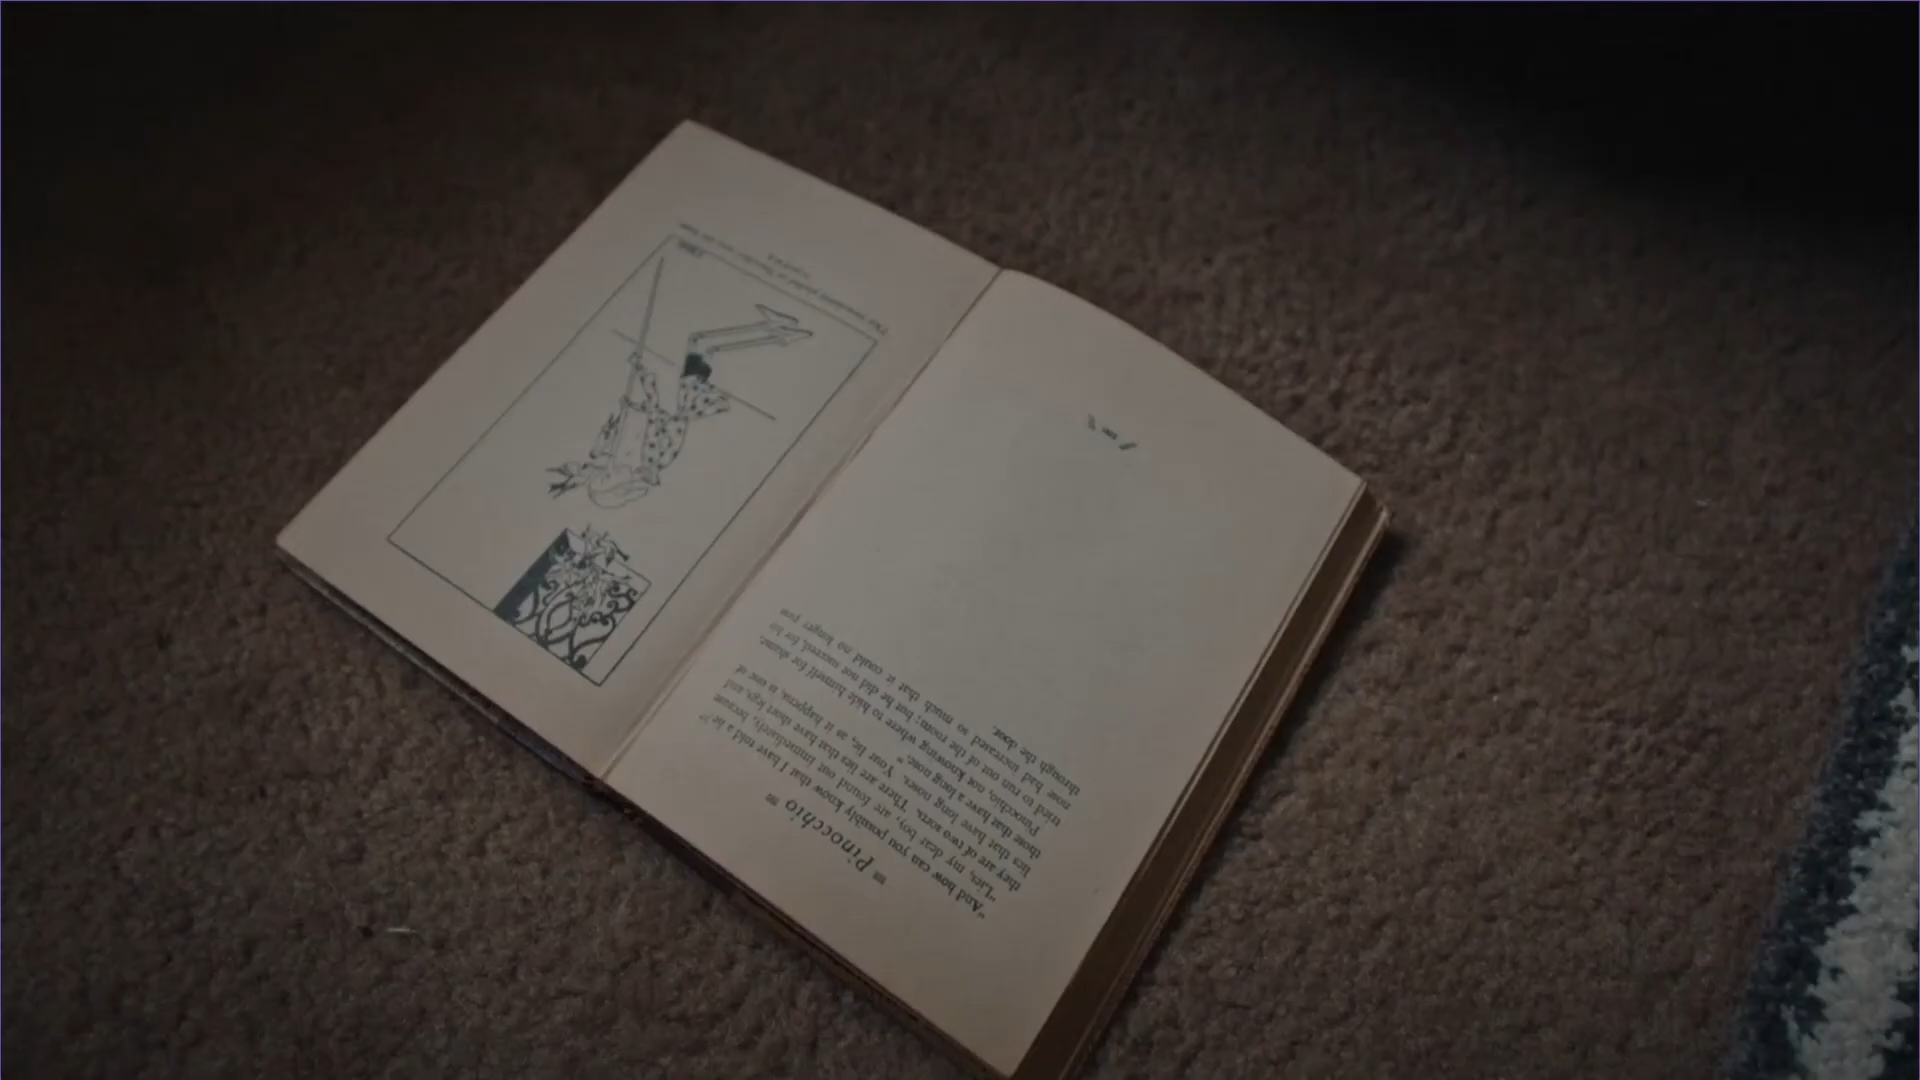 Pinocchio
"And how can you possibly know that I have told a lie?"
"Lies, my dear boy, are found out immediately, because
they are of two sorts. There are lies that have short legs, and
lies that have long noses. Your lie, as it happens, is one of
those that have a long nose."
Pinocchio, not knowing where to hide himself for shame,
tried to run out of the room; but he did not succeed, for his
nose had increased so much that it could no longer pass
through the door.